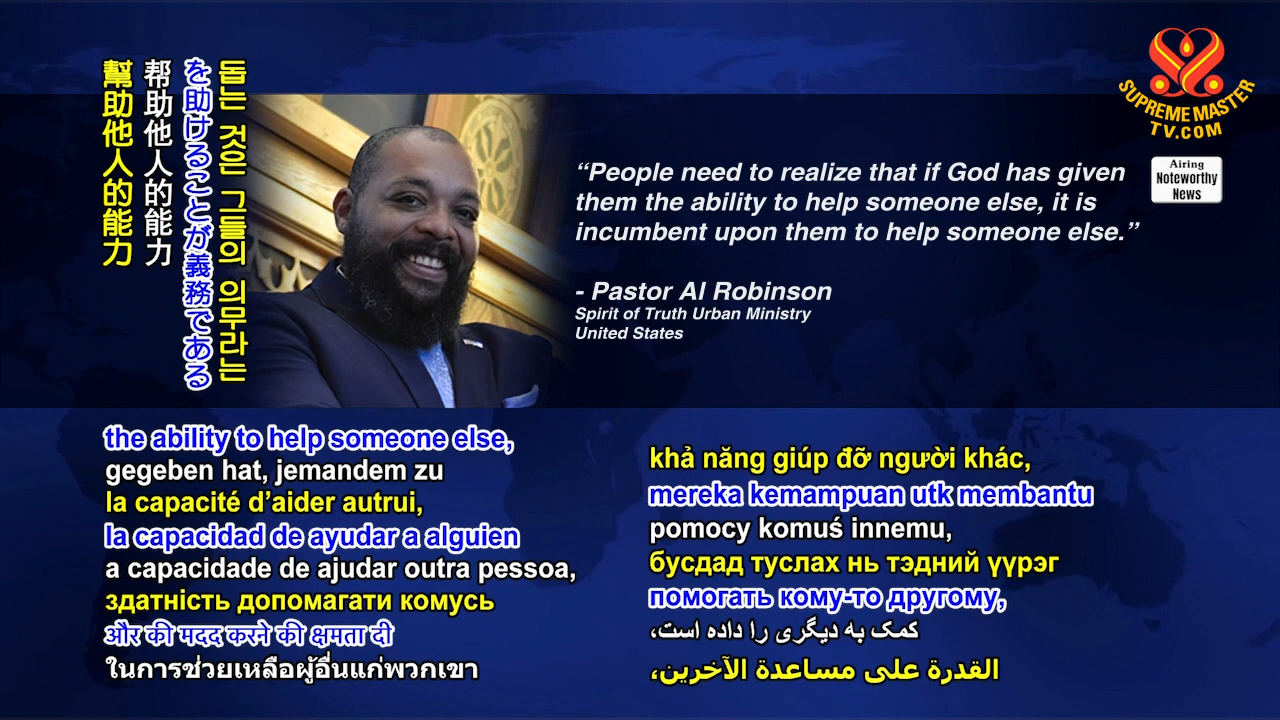 幫助他人的能力
帮助他人的能力
を助けることが義務である
돕는 것은 그들의 의무라는
SUPREME MASTER
TV.COM
Airing
Noteworthy
News
“People need to realize that if God has given
them the ability to help someone else, it is
incumbent upon them to help someone else.”
- Pastor Al Robinson
Spirit of Truth Urban Ministry
United States
the ability to help someone else,
gegeben hat, jemandem zu
la capacité d’aider autrui,
la capacidad de ayudar a alguien
a capacidade de ajudar outra pessoa,
здатність допомагати комусь
और की मदद करने की क्षमता दी
ในการช่วยเหลือผู้อื่นแก่พวกเขา
khả năng giúp đỡ người khác,
mereka kemampuan utk membantu
pomocy komuś innemu,
бусдад туслах нь тэдний үүрэг
помогать кому-то другому,
کمک به دیگری را داده است،
القدرة على مساعدة الآخرين،